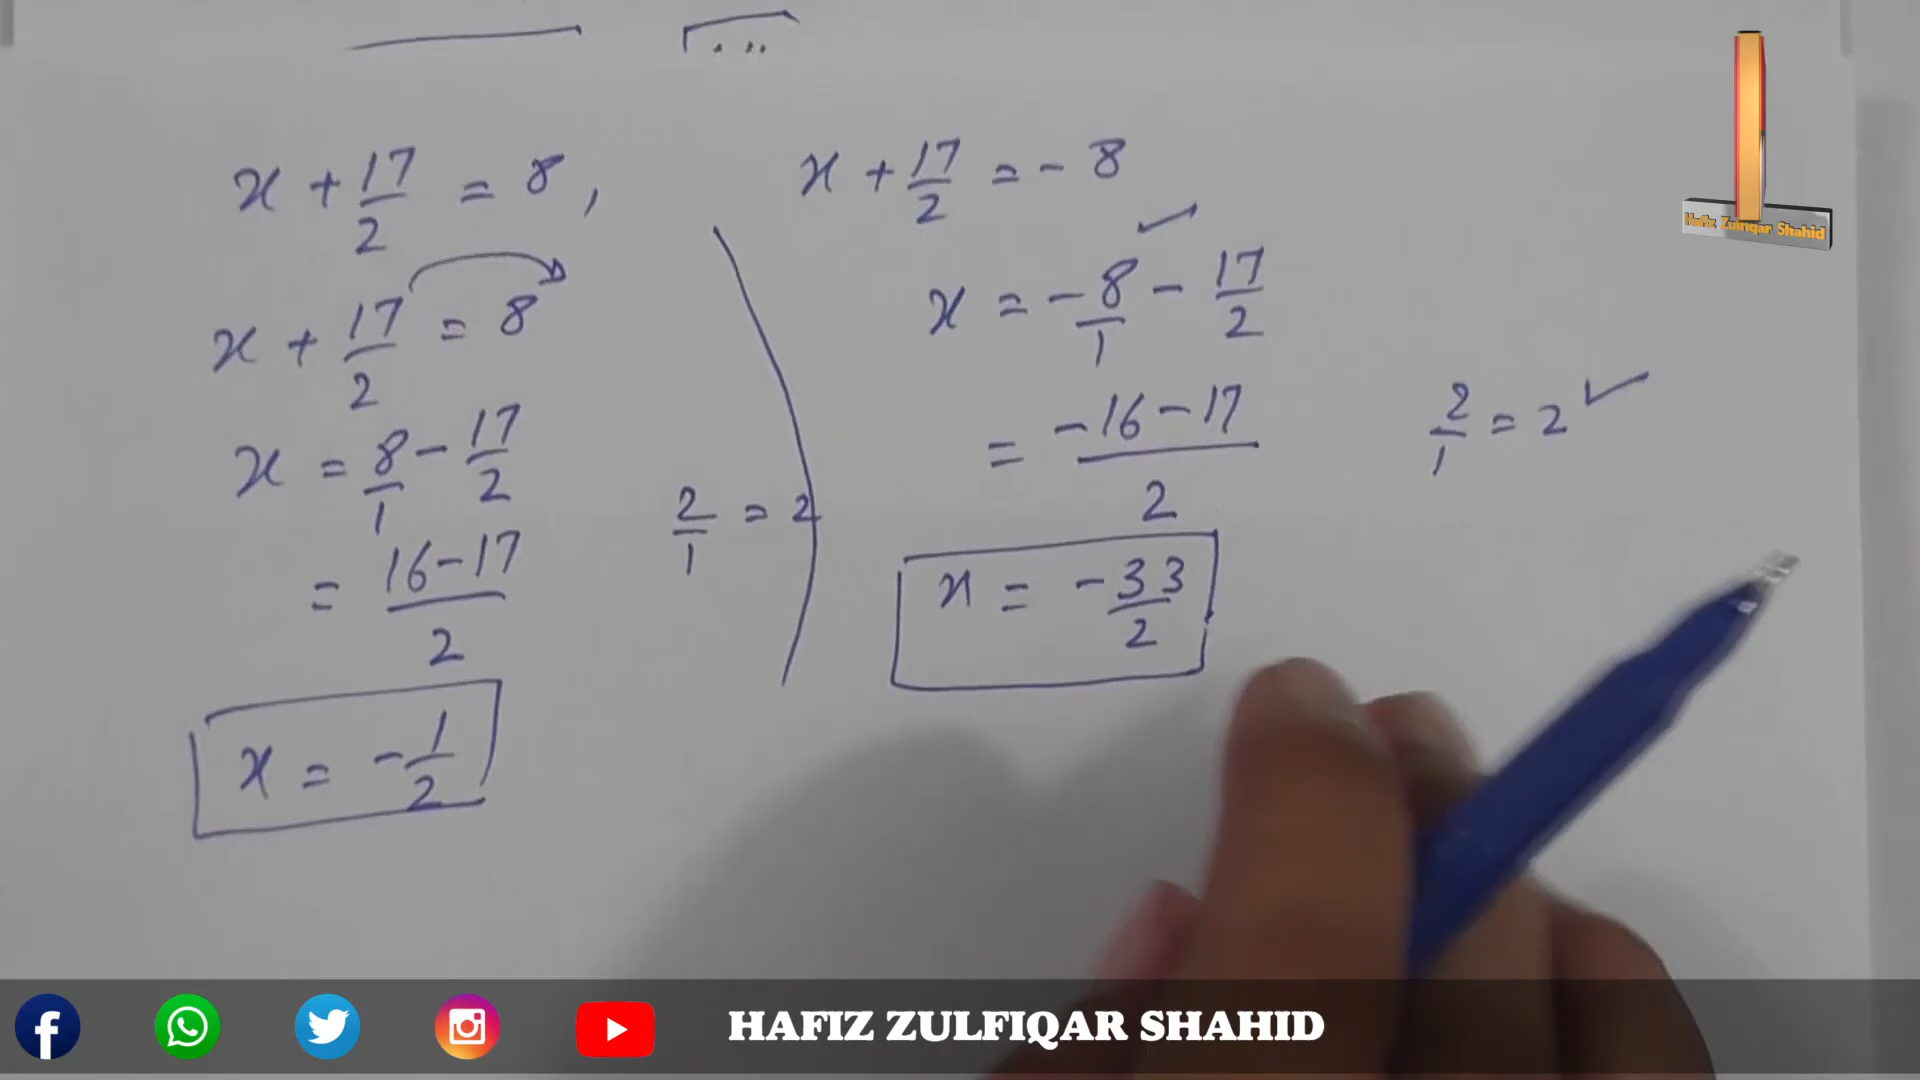 x + 17/2 = 8 ,
x + 17/2 = 8
x = 8/1 - 17/2
= 16-17/2
x = -1/2
2/1 = 2
x + 17/2 = - 8
x = -8/1 - 17/2
= -16-17/2
x = -33/2
2/1 = 2 ✓
Hafiz Zulfiqar Shahid
HAFIZ ZULFIQAR SHAHID